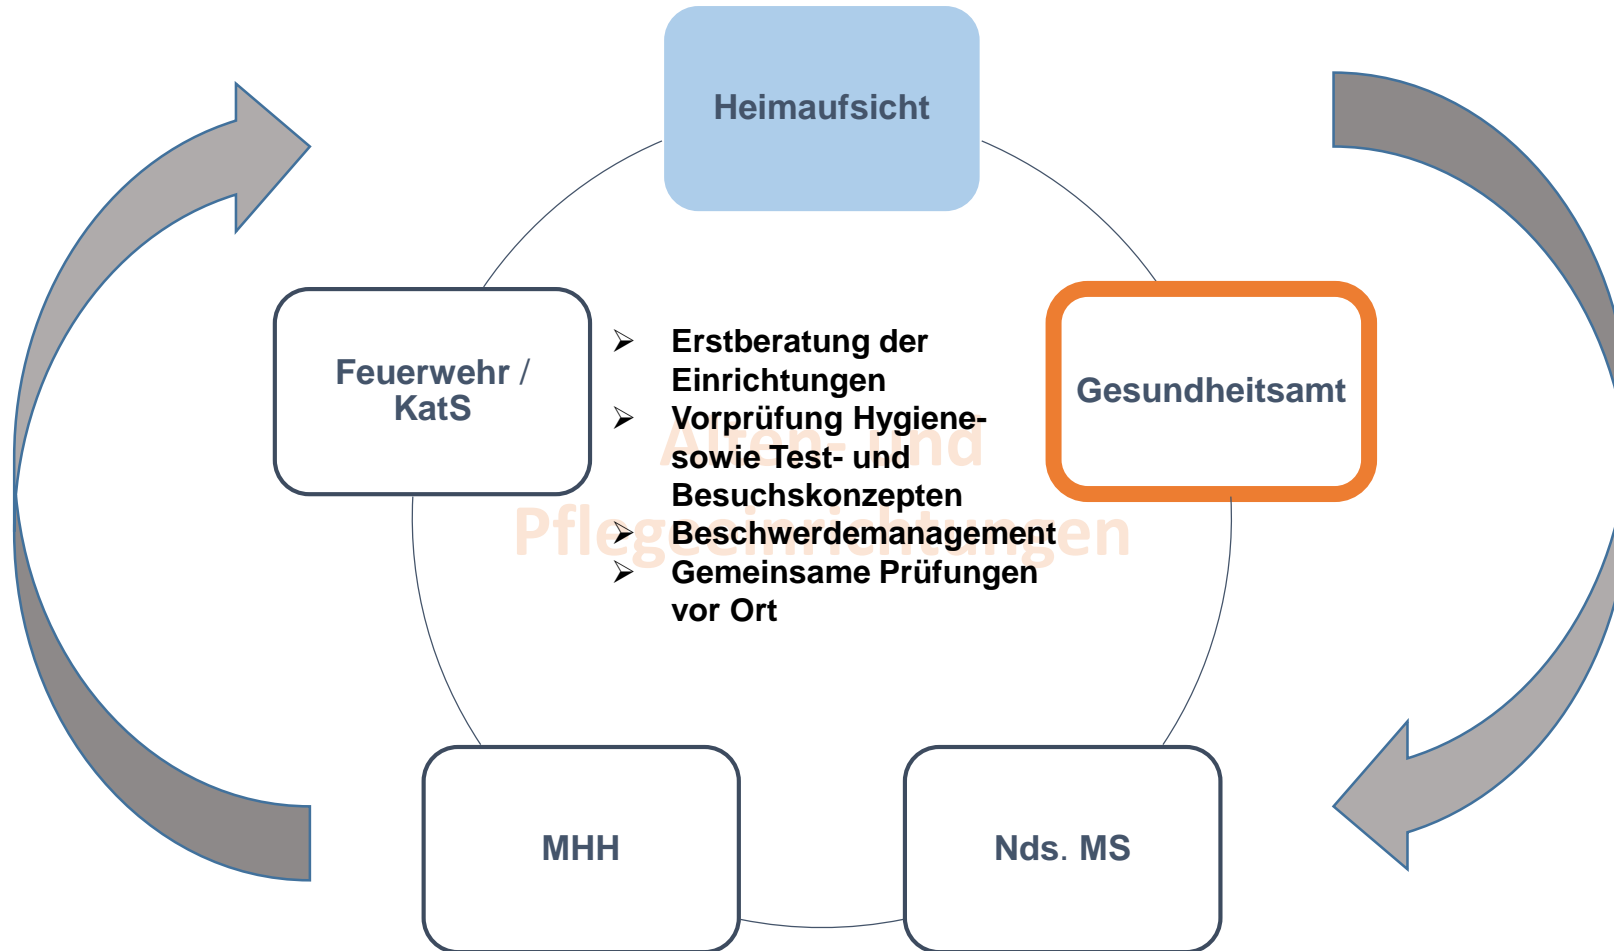 Heimaufsicht
Feuerwehr /
KatS
➢ Erstberatung der
Einrichtungen
➢ Vorprüfung Hygiene-
sowie Test- und
Besuchskonzepten
➢ Beschwerdemanagement
➢ Gemeinsame Prüfungen
vor Ort
Alten- und
Pflegeeinrichtungen
Gesundheitsamt
MHH
Nds. MS